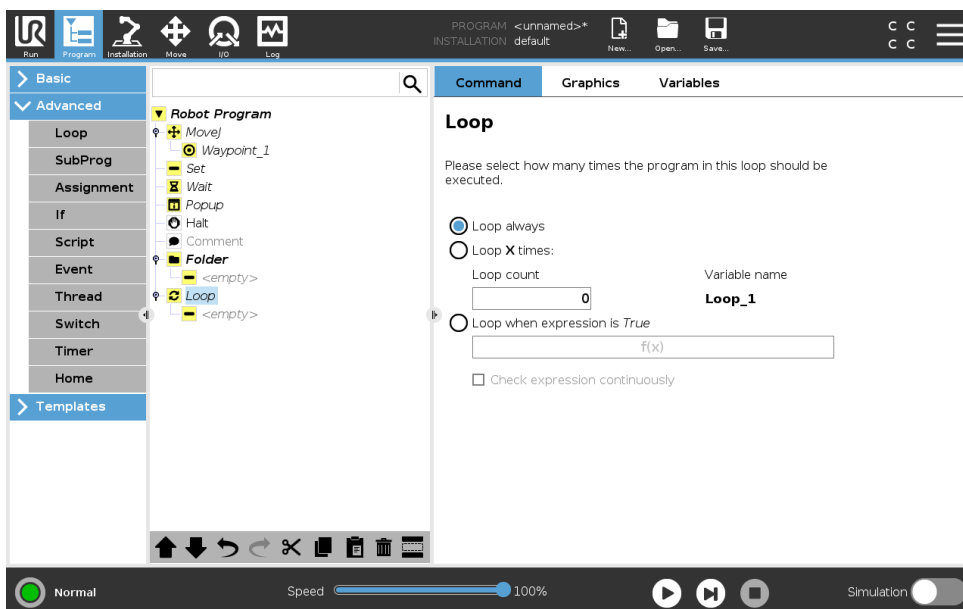 UR
PROGRAM <unnamed>*
INSTALLATION default
Run Program Installation Move I/O Log New... Open... Save...
C C
C C
Basic
Advanced
Loop
SubProg
Assignment
If
Script
Event
Thread
Switch
Timer
Home
Templates
Robot Program
MoveJ
Waypoint_1
Set
Wait
Popup
Halt
Comment
Folder
<empty>
Loop
<empty>
Command Graphics Variables
Loop
Please select how many times the program in this loop should be
executed.
Loop always
Loop X times:
Loop count Variable name
0 Loop_1
Loop when expression is True
f(x)
Check expression continuously
Normal Speed 100% Simulation